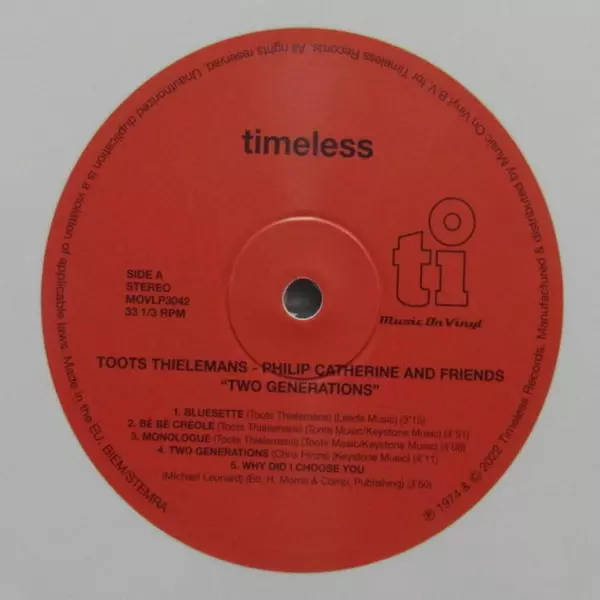 timeless
ti
Music On Vinyl
SIDE A
STEREO
MOVLP3042
33 1/3 RPM
TOOTS THIELEMANS - PHILIP CATHERINE AND FRIENDS
"TWO GENERATIONS"
1. BLUESETTE (Toots Thielemans) (Leeds Music) (3'15)
2. BÉ BÉ CRÉOLE (Toots Thielemans) (Toots Music/Keystone Music) (4'51)
3. MONOLOGUE (Toots Thielemans) (Toots Music/Keystone Music) (4'08)
4. TWO GENERATIONS (Chris Hinze) (Keystone Music) (4'11)
5. WHY DID I CHOOSE YOU
(Michael Leonard) (Ed. H. Morris & Comp. Publishing) (3'50)
℗ 1974 & © 2022 Timeless Records. Manufactured & distributed by Music On Vinyl B.V. for Timeless Records. All rights reserved. Unauthorized duplication is a violation of applicable laws. Made in the EU. BIEM/STEMRA